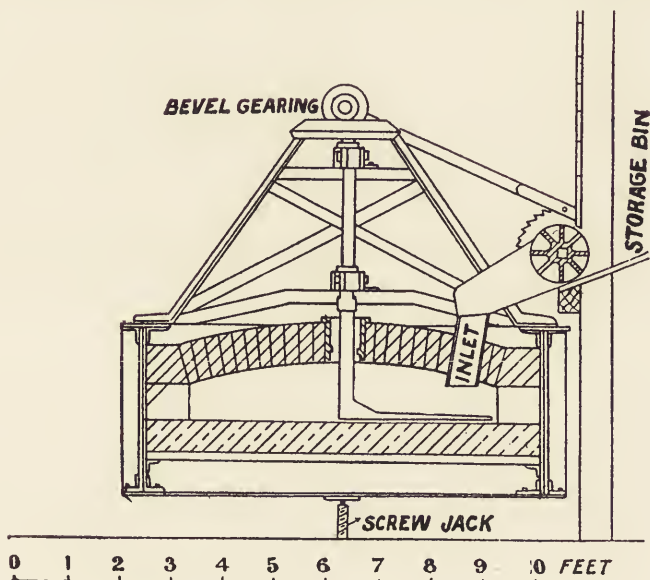 BEVEL GEARING
STORAGE BIN
INLET
SCREW JACK
0 1 2 3 4 5 6 7 8 9 10 FEET